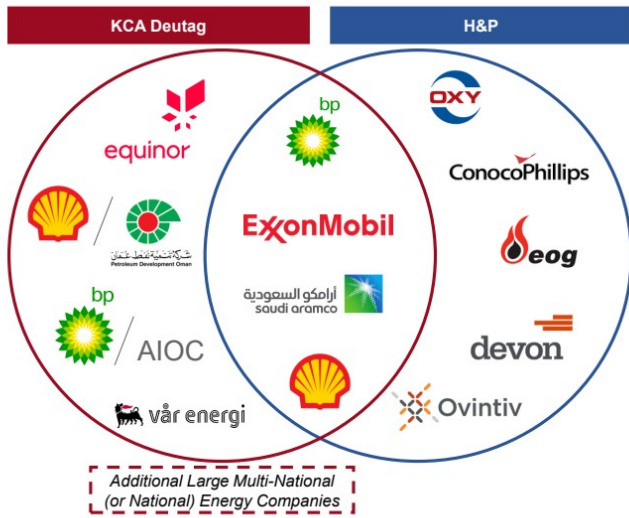 KCA Deutag
H&P
equinor
bp
OXY
ConocoPhillips
شركة تنمية نفط عمان
Petroleum Development Oman
ExxonMobil
eog
أرامكو السعودية
saudi aramco
bp
AIOC
devon
vår energi
Ovintiv
Additional Large Multi-National
(or National) Energy Companies